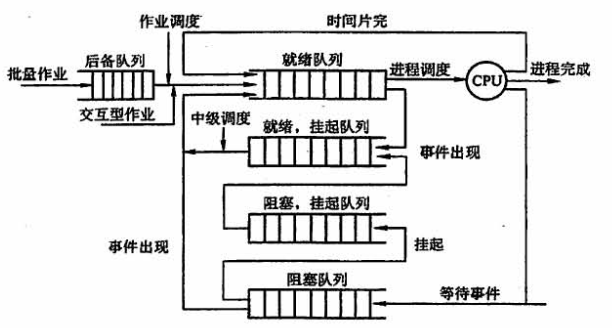 作业调度
时间片完
后备队列
就绪队列
批量作业
进程调度
CPU
进程完成
交互型作业
中级调度
就绪，挂起队列
事件出现
阻塞，挂起队列
事件出现
挂起
阻塞队列
等待事件